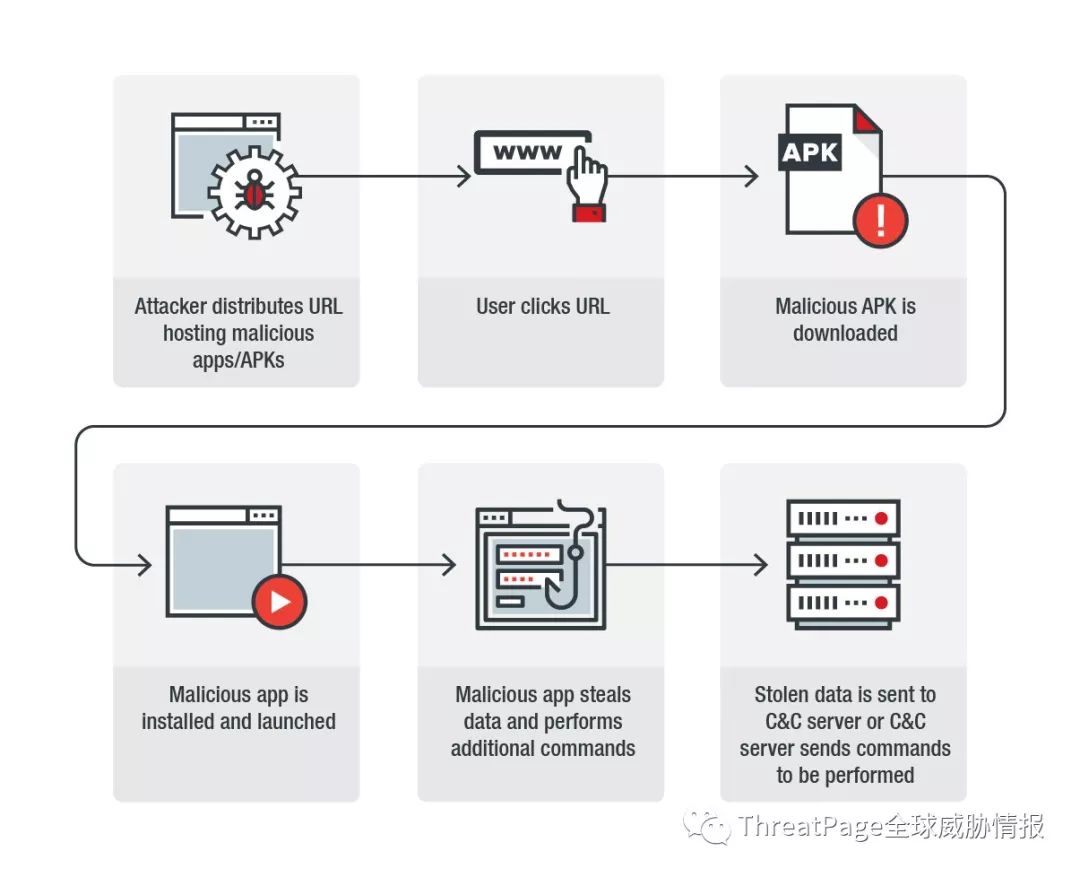 www
APK
!
Attacker distributes URL
hosting malicious
apps/APKs
User clicks URL
Malicious APK is
downloaded
Malicious app is
installed and launched
Malicious app steals
data and performs
additional commands
Stolen data is sent to
C&C server or C&C
server sends commands
to be performed
ThreatPage全球威胁情报